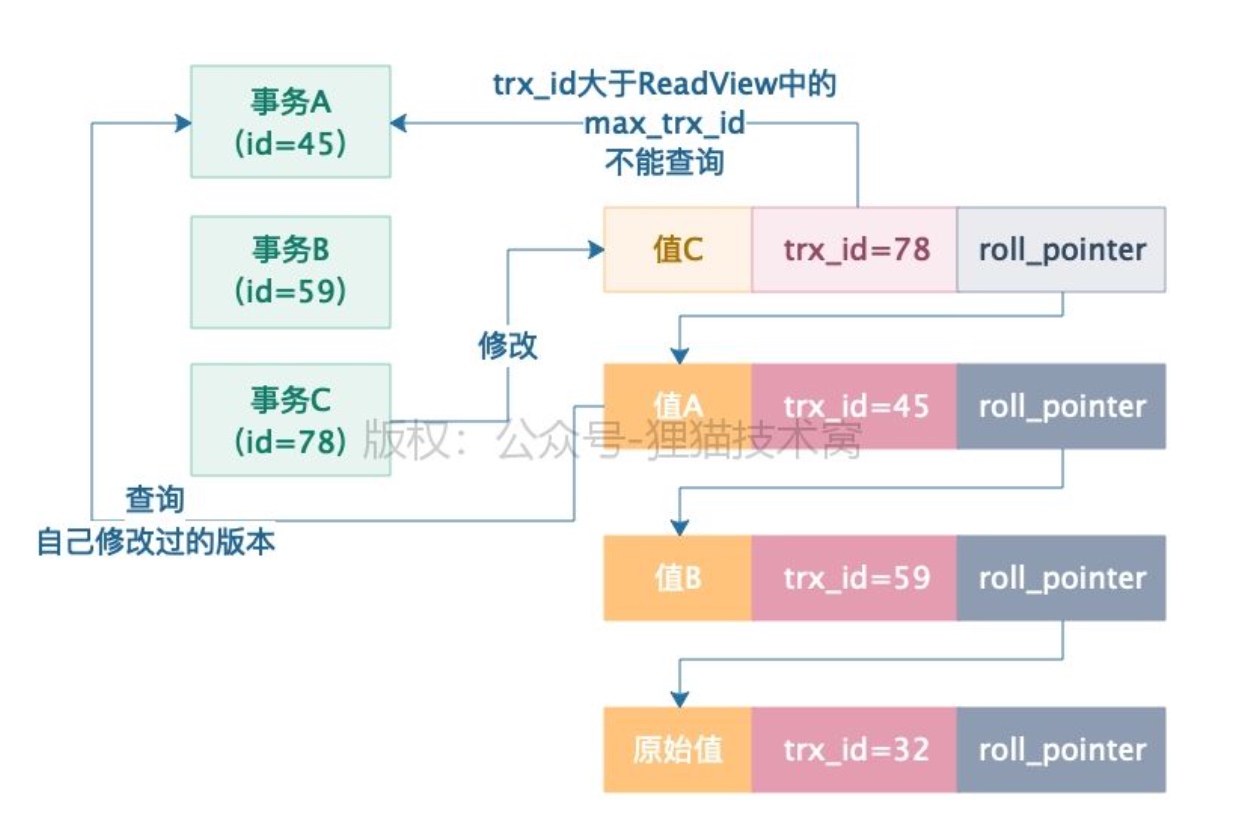 事务A
(id=45)
trx_id大于ReadView中的
max_trx_id
不能查询
事务B
(id=59)
值C
trx_id=78
roll_pointer
修改
事务C
(id=78)
值A
trx_id=45
roll_pointer
版权：公众号-狸猫技术窝
查询
自己修改过的版本
值B
trx_id=59
roll_pointer
原始值
trx_id=32
roll_pointer